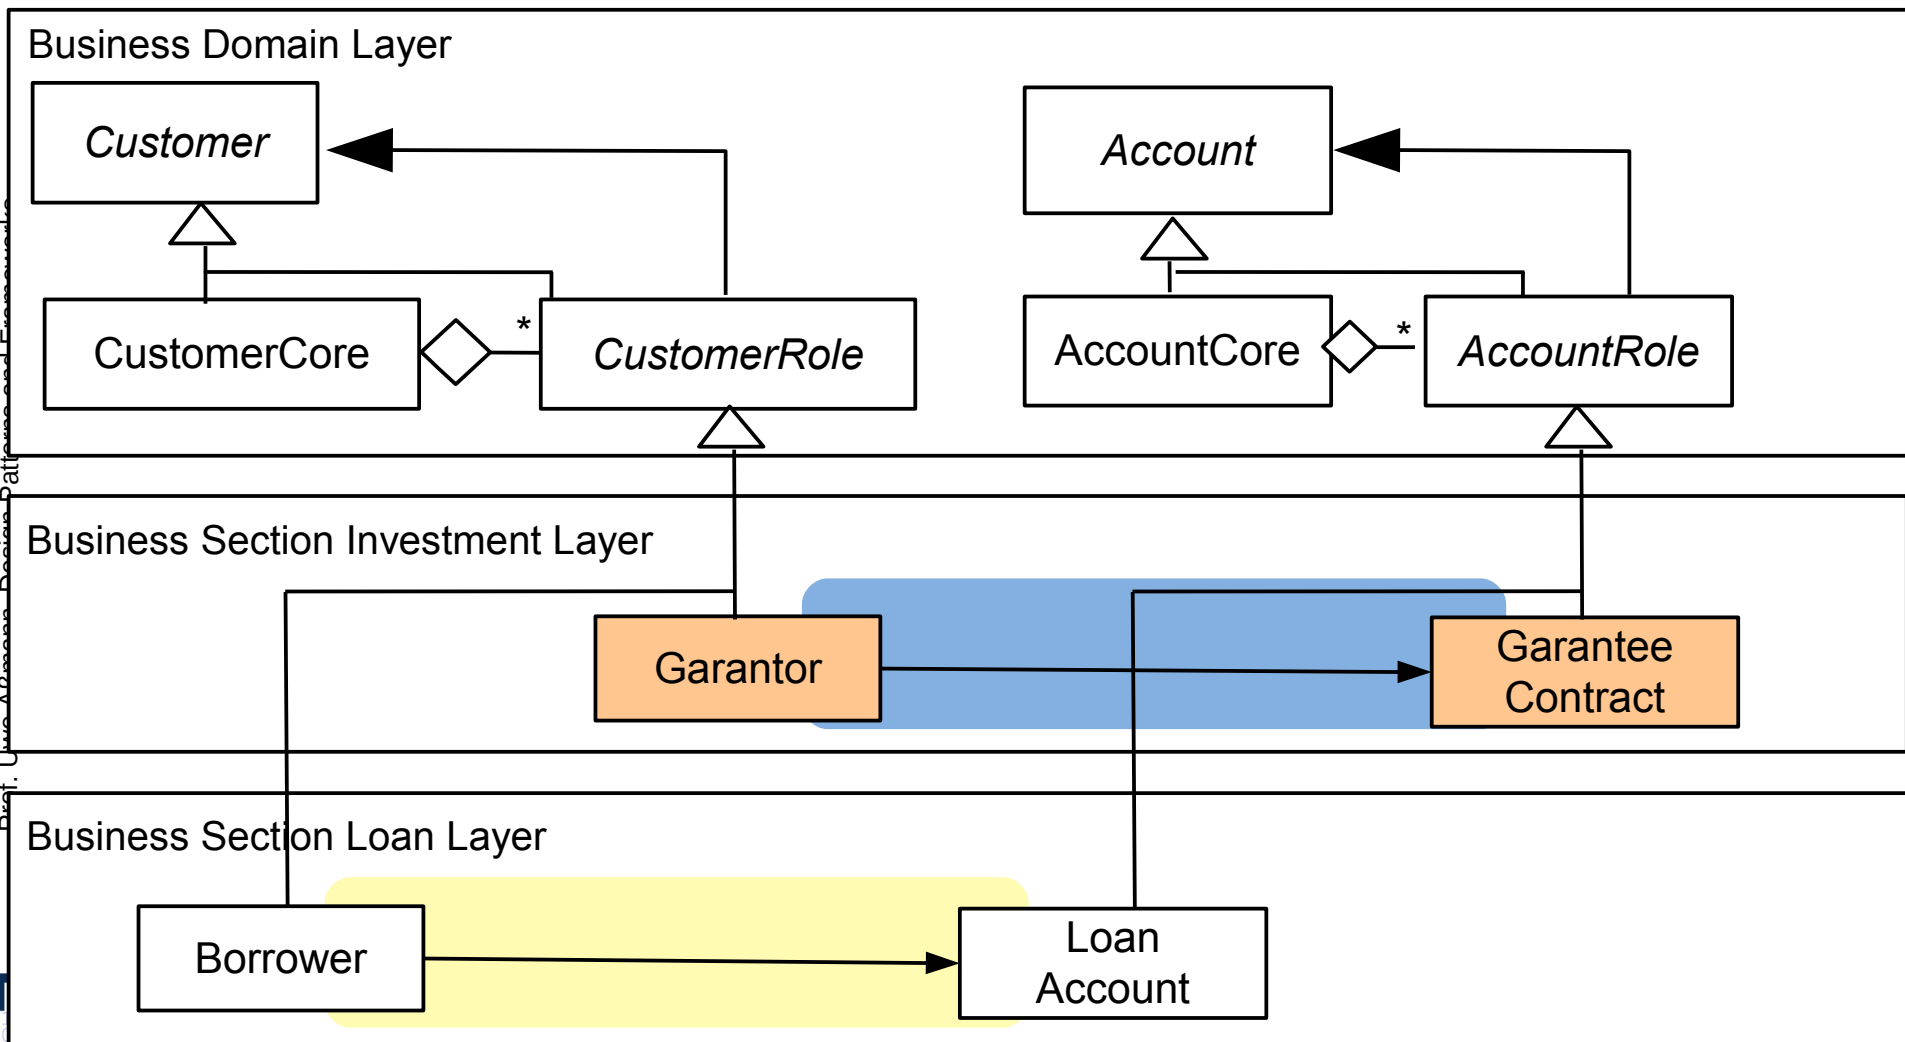 Business Domain Layer
Customer
Account
CustomerCore
*
CustomerRole
AccountCore
*
AccountRole
Business Section Investment Layer
Garantor
Garantee
Contract
Business Section Loan Layer
Borrower
Loan
Account